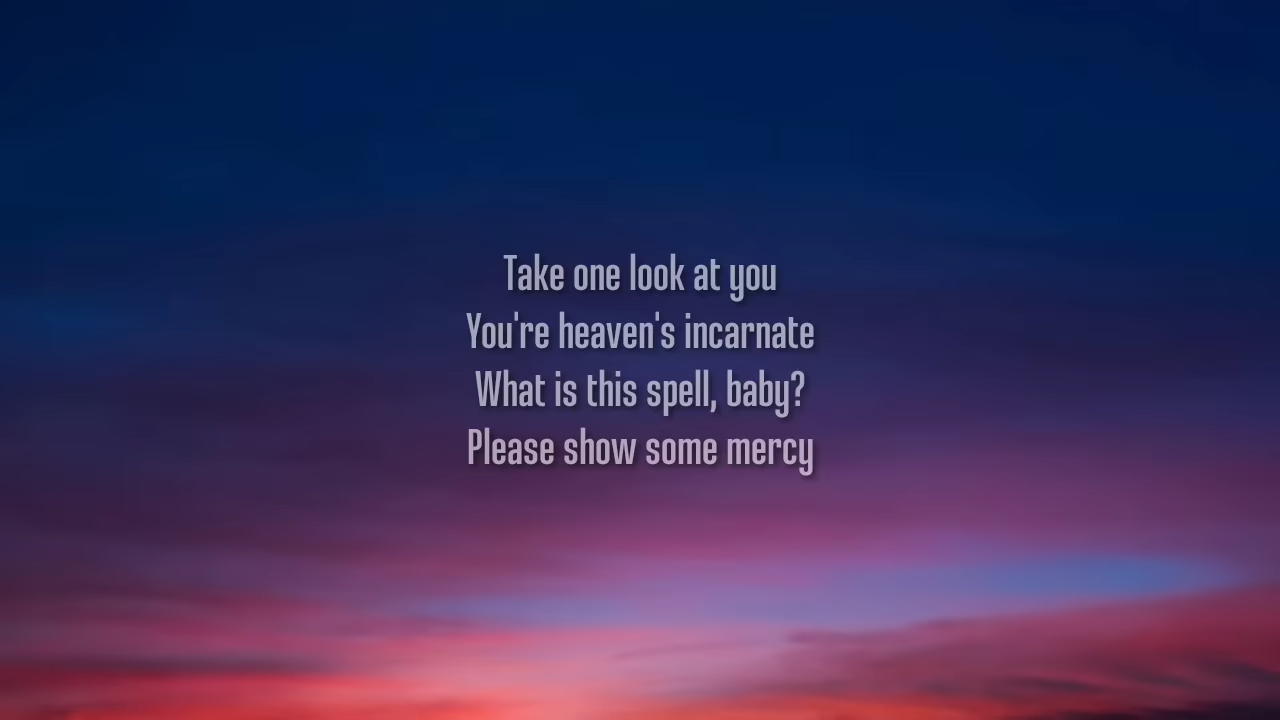 Take one look at you
You're heaven's incarnate
What is this spell, baby?
Please show some mercy